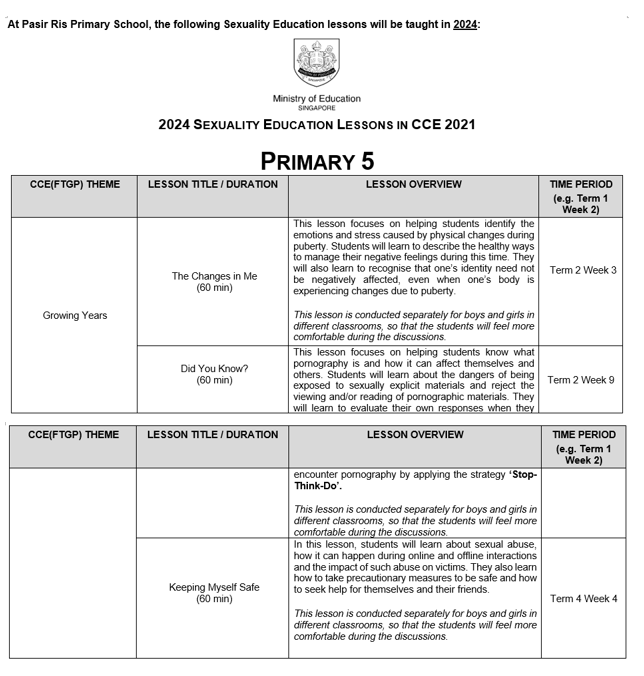 At Pasir Ris Primary School, the following Sexuality Education lessons will be taught in 2024:
Ministry of Education
SINGAPORE
2024 SEXUALITY EDUCATION LESSONS IN CCE 2021
PRIMARY 5
CCE(FTGP) THEME
LESSON TITLE / DURATION
LESSON OVERVIEW
TIME PERIOD
(e.g. Term 1
Week 2)
Growing Years
The Changes in Me
(60 min)
This lesson focuses on helping students identify the
emotions and stress caused by physical changes during
puberty. Students will learn to describe the healthy ways
to manage their negative feelings during this time. They
will also learn to recognise that one's identity need not
be negatively affected, even when one's body is
experiencing changes due to puberty.
This lesson is conducted separately for boys and girls in
different classrooms, so that the students will feel more
comfortable during the discussions.
Term 2 Week 3
Did You Know?
(60 min)
This lesson focuses on helping students know what
pornography is and how it can affect themselves and
others. Students will learn about the dangers of being
exposed to sexually explicit materials and reject the
viewing and/or reading of pornographic materials. They
will learn to evaluate their own responses when they
Term 2 Week 9
CCE(FTGP) THEME
LESSON TITLE / DURATION
LESSON OVERVIEW
TIME PERIOD
(e.g. Term 1
Week 2)
encounter pornography by applying the strategy 'Stop-
Think-Do'.
This lesson is conducted separately for boys and girls in
different classrooms, so that the students will feel more
comfortable during the discussions.
Keeping Myself Safe
(60 min)
In this lesson, students will learn about sexual abuse,
how it can happen during online and offline interactions
and the impact of such abuse on victims. They also learn
how to take precautionary measures to be safe and how
to seek help for themselves and their friends.
This lesson is conducted separately for boys and girls in
different classrooms, so that the students will feel more
comfortable during the discussions.
Term 4 Week 4